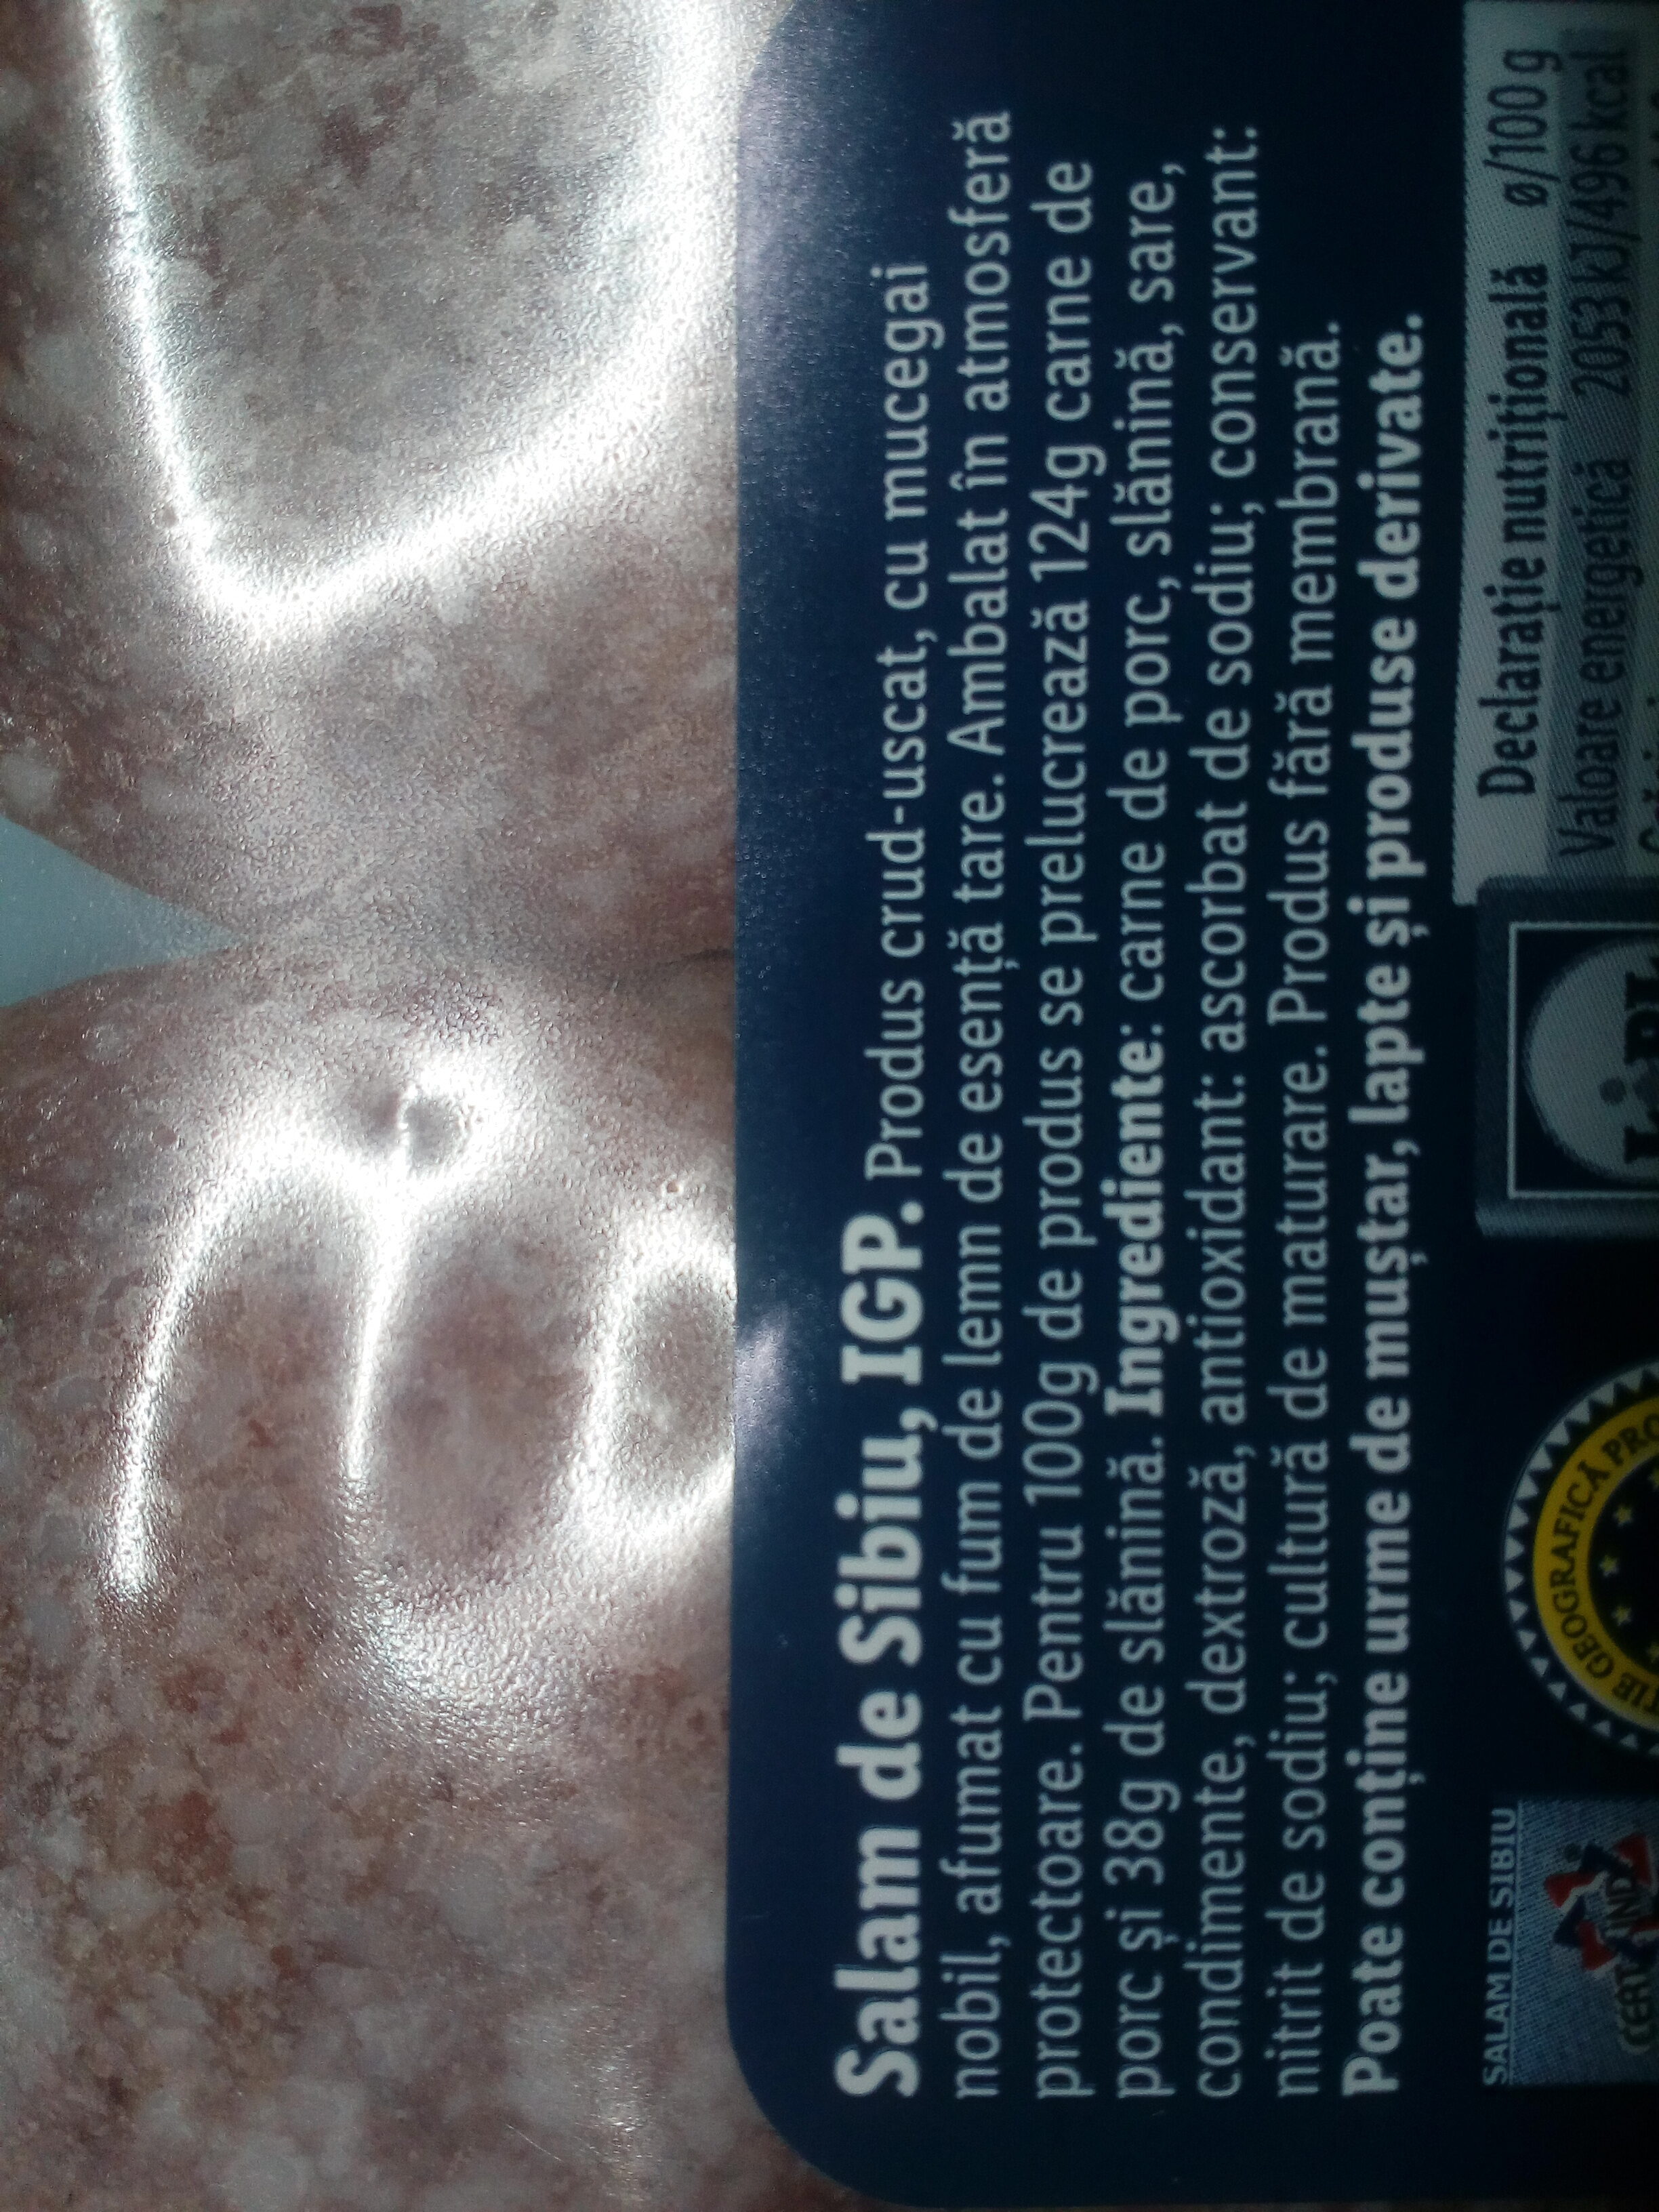 Salam de Sibiu, IGP. Produs crud-uscat, cu mucegai
nobil, afumat cu fum de lemn de esență tare. Ambalat în atmosferă
protectoare. Pentru 100g de produs se prelucrează 124g carne de
porc și 38g de slănină. Ingrediente: carne de porc, slănină, sare,
condimente, dextroză, antioxidant: ascorbat de sodiu; conservant:
nitrit de sodiu; cultură de maturare. Produs fără membrană.
Poate conține urme de muștar, lapte și produse derivate.
SALAM DE SIBIU
CERT IND
GEOGRAFICĂ
Declarație nutrițională ø/100 g
Valoare energetică 2053 kJ/496 kcal